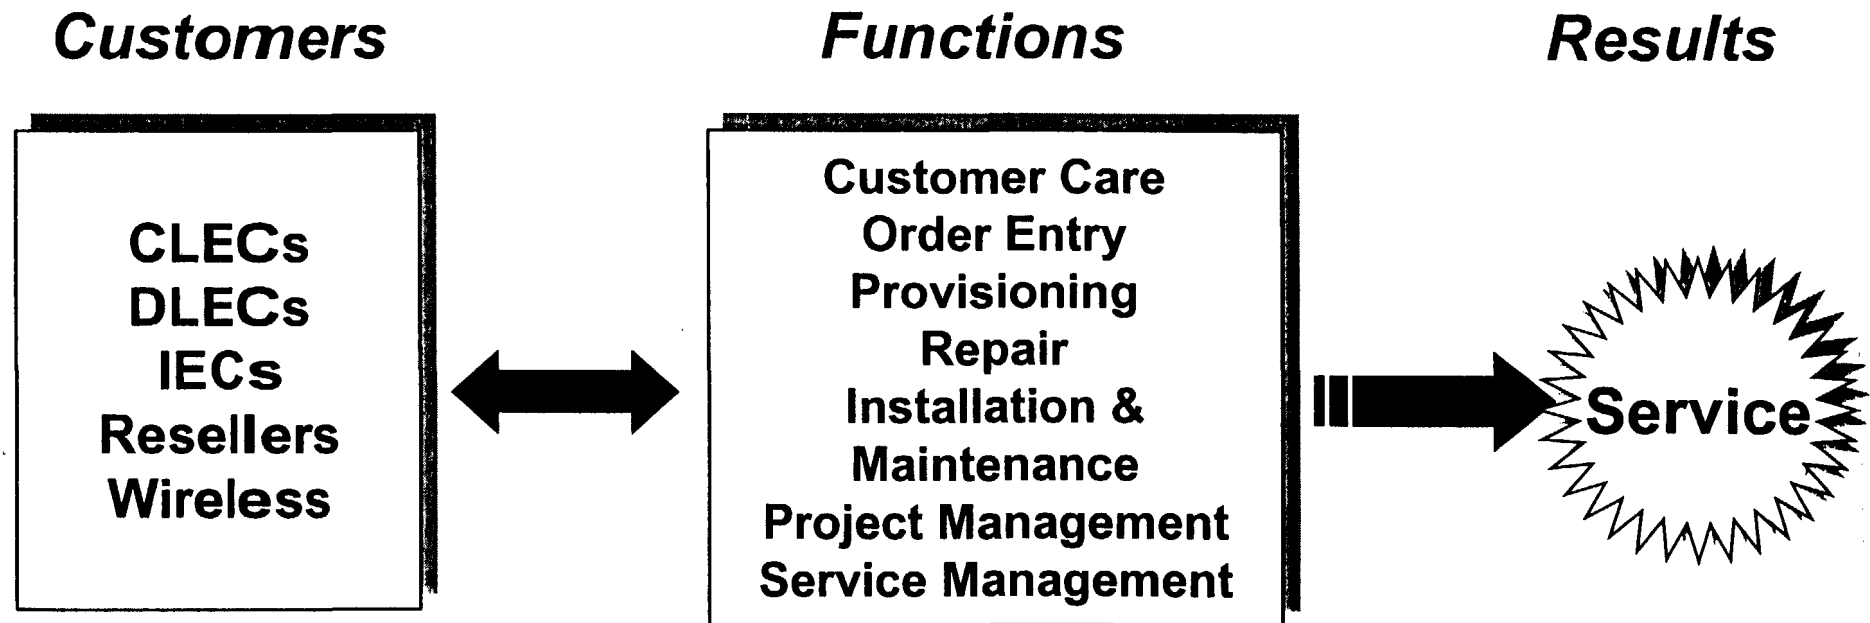 Customers
Functions
Results
CLECs
DLECs
IECs
Resellers
Wireless
Customer Care
Order Entry
Provisioning
Repair
Installation &
Maintenance
Project Management
Service Management
Service